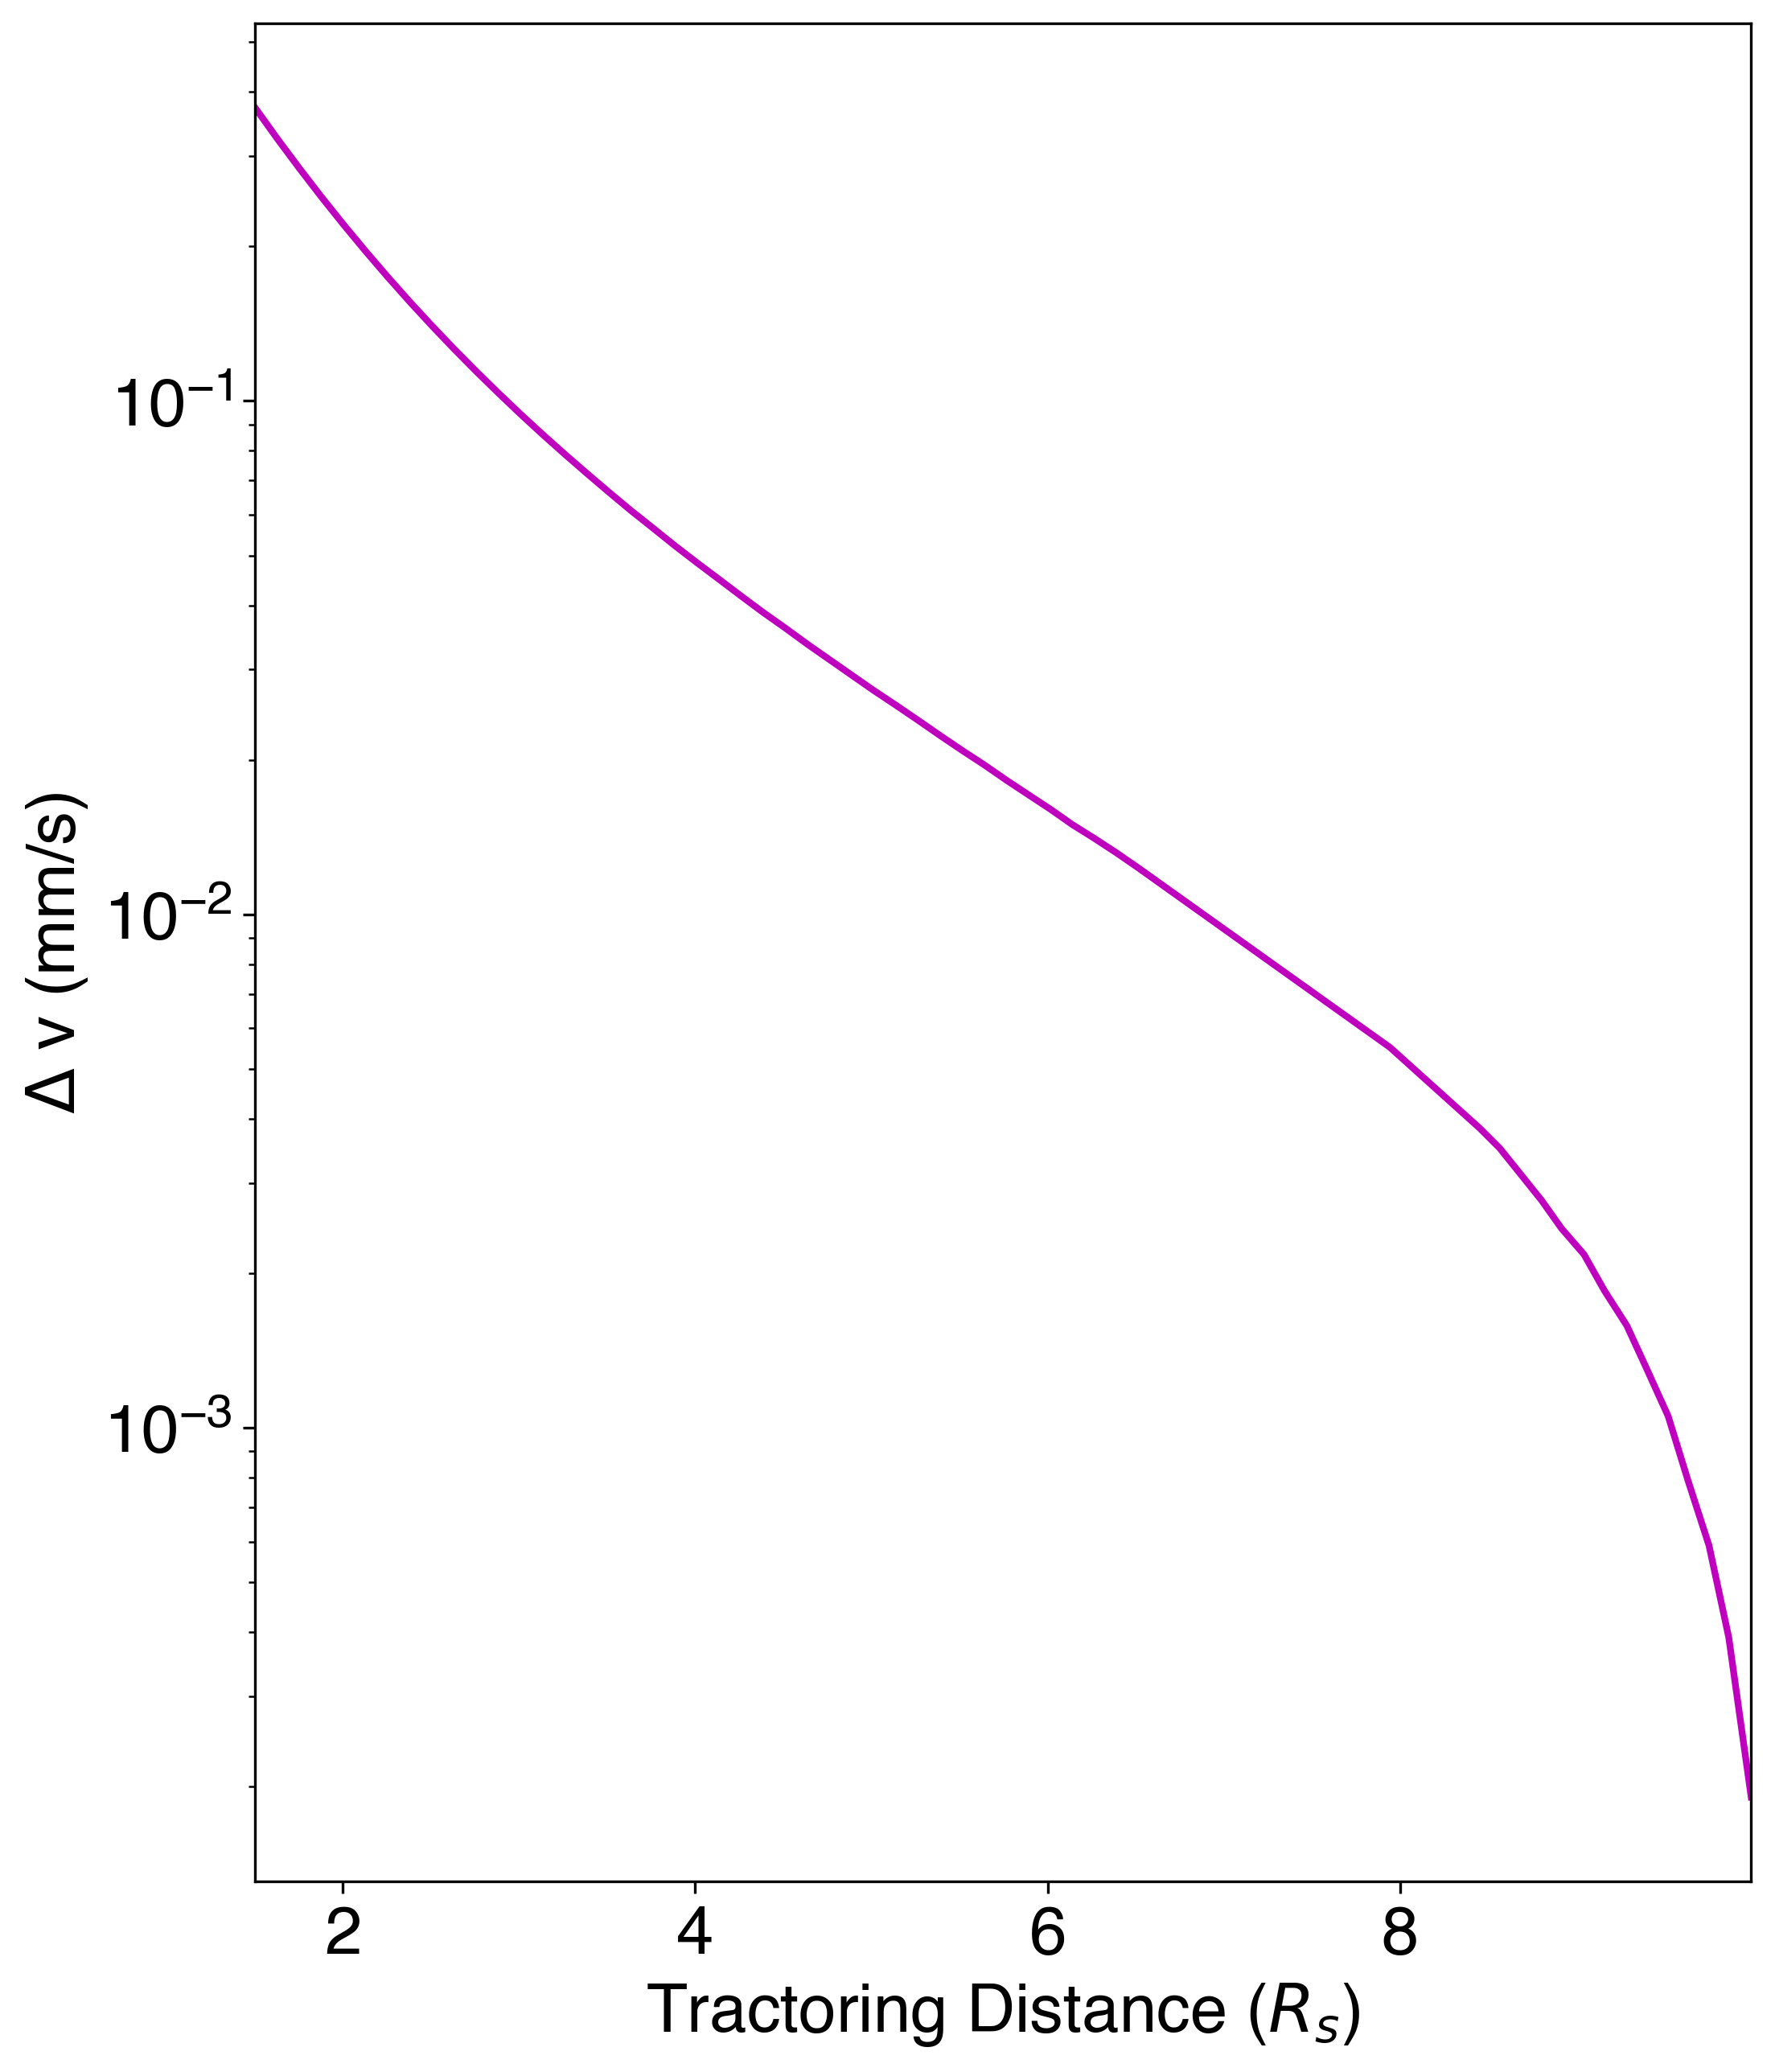 10⁻¹
10⁻²
10⁻³
Δ v (mm/s)
2 4 6 8
Tractoring Distance (Rₛ)